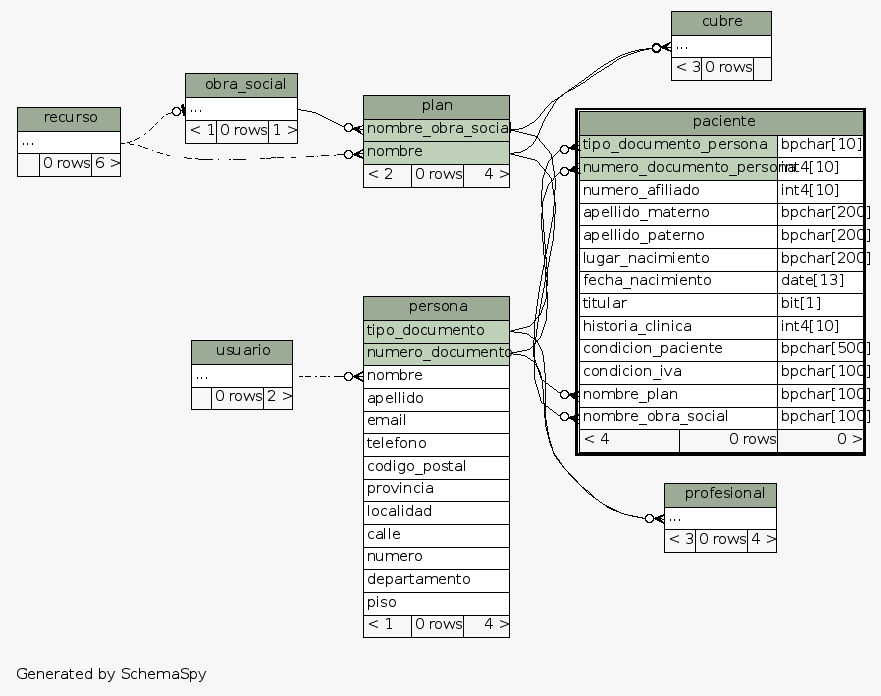 cubre
...
< 3 0 rows
obra_social
...
< 1 0 rows 1 >
recurso
...
0 rows 6 >
plan
nombre_obra_social
nombre
< 2 0 rows 4 >
paciente
tipo_documento_persona bpchar[10]
numero_documento_persona int4[10]
numero_afiliado int4[10]
apellido_materno bpchar[200]
apellido_paterno bpchar[200]
lugar_nacimiento bpchar[200]
fecha_nacimiento date[13]
titular bit[1]
historia_clinica int4[10]
condicion_paciente bpchar[500]
condicion_iva bpchar[100]
nombre_plan bpchar[100]
nombre_obra_social bpchar[100]
< 4 0 rows 0 >
persona
tipo_documento
numero_documento
nombre
apellido
email
telefono
codigo_postal
provincia
localidad
calle
numero
departamento
piso
< 1 0 rows 4 >
usuario
...
0 rows 2 >
profesional
...
< 3 0 rows 4 >
Generated by SchemaSpy